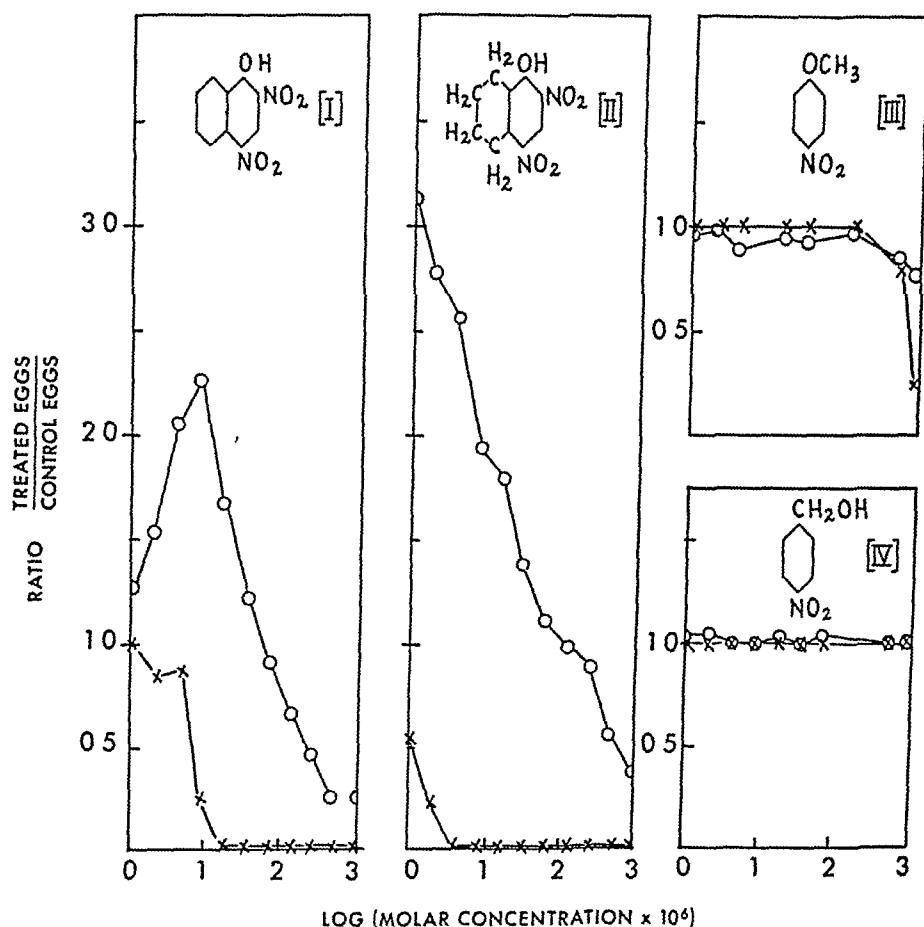 OH
NO2
[I]
NO2
H2
C
OH
H2C
NO2
[II]
H2C
C
H2
NO2
OCH3
[III]
NO2
3 0
2 0
1 0
0 5
1 0
0 5
CH2OH
[IV]
NO2
1 0
0 5
RATIO TREATED EGGS
CONTROL EGGS
0 1 2 3
0 1 2 3
0 1 2 3
LOG (MOLAR CONCENTRATION x 10⁶)